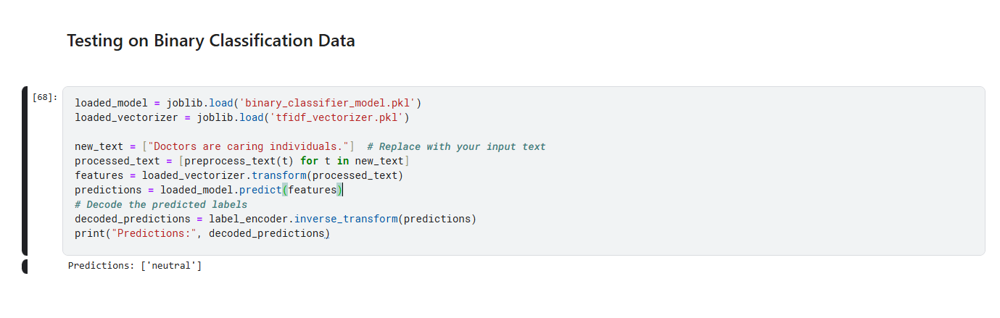 Testing on Binary Classification Data
[68]:
loaded_model = joblib.load('binary_classifier_model.pkl')
loaded_vectorizer = joblib.load('tfidf_vectorizer.pkl')
new_text = ["Doctors are caring individuals."]  # Replace with your input text
processed_text = [preprocess_text(t) for t in new_text]
features = loaded_vectorizer.transform(processed_text)
predictions = loaded_model.predict(features)
# Decode the predicted labels
decoded_predictions = label_encoder.inverse_transform(predictions)
print("Predictions:", decoded_predictions)
Predictions: ['neutral']